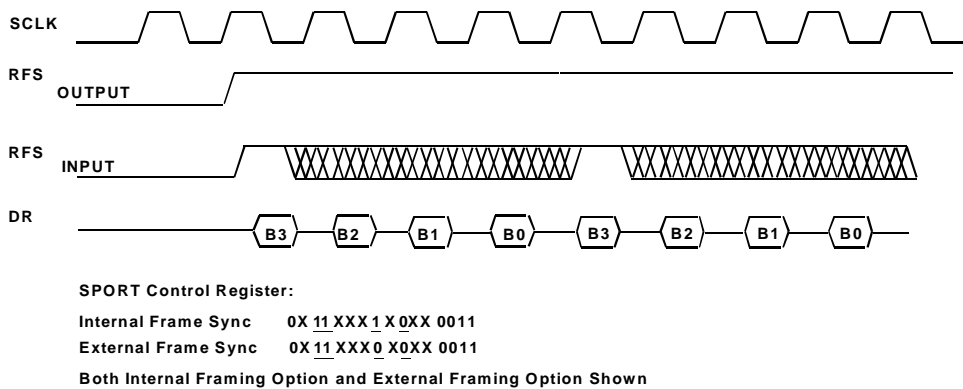 SCLK
RFS
OUTPUT
RFS
INPUT
DR
B3 B2 B1 B0 B3 B2 B1 B0
SPORT Control Register:
Internal Frame Sync 0X 11 XXX 1 X 0XX 0011
External Frame Sync 0X 11 XXX0 X0XX 0011
Both Internal Framing Option and External Framing Option Shown